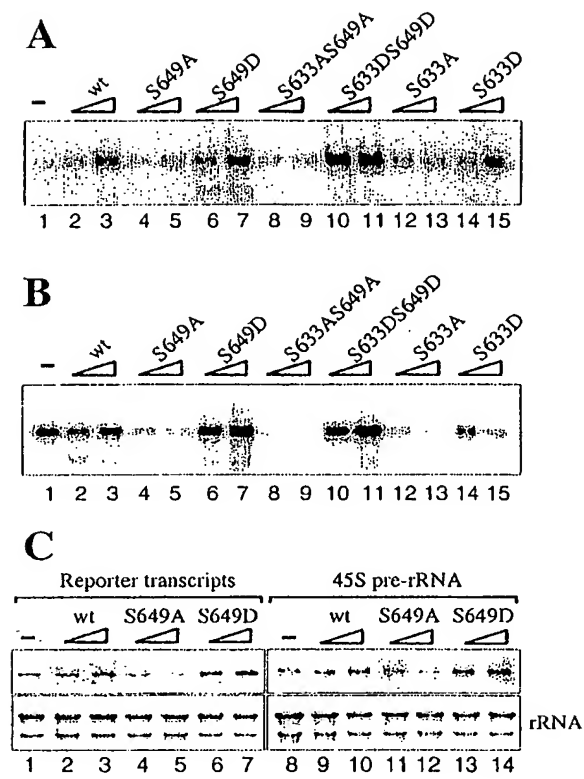 A
– wt S649A S649D S633AS649A S633DS649D S633A S633D
1 2 3 4 5 6 7 8 9 10 11 12 13 14 15
B
– wt S649A S649D S633AS649A S633DS649D S633A S633D
1 2 3 4 5 6 7 8 9 10 11 12 13 14 15
C
Reporter transcripts 45S pre-rRNA
– wt S649A S649D – wt S649A S649D
rRNA
1 2 3 4 5 6 7 8 9 10 11 12 13 14